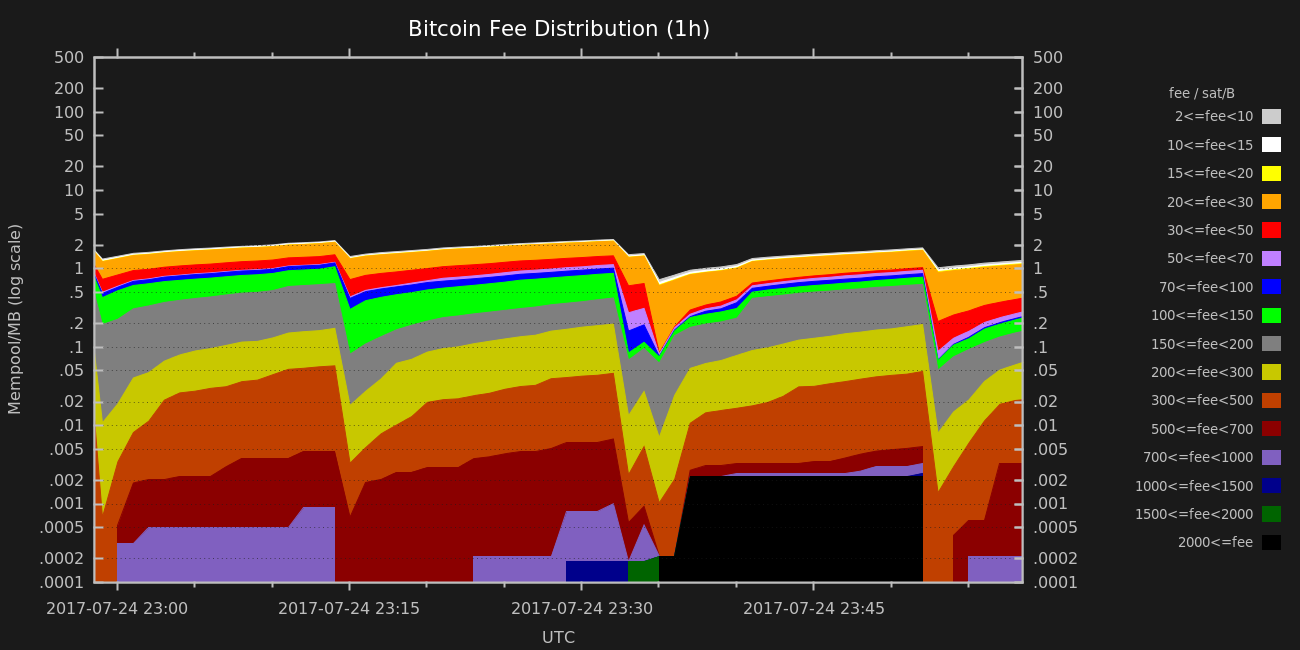 Bitcoin Fee Distribution (1h)
Mempool/MB (log scale)
500
200
100
50
20
10
5
2
1
.5
.2
.1
.05
.02
.01
.005
.002
.001
.0005
.0002
.0001
500
200
100
50
20
10
5
2
1
.5
.2
.1
.05
.02
.01
.005
.002
.001
.0005
.0002
.0001
2017-07-24 23:00
2017-07-24 23:15
2017-07-24 23:30
2017-07-24 23:45
UTC
fee / sat/B
2<=fee<10
10<=fee<15
15<=fee<20
20<=fee<30
30<=fee<50
50<=fee<70
70<=fee<100
100<=fee<150
150<=fee<200
200<=fee<300
300<=fee<500
500<=fee<700
700<=fee<1000
1000<=fee<1500
1500<=fee<2000
2000<=fee